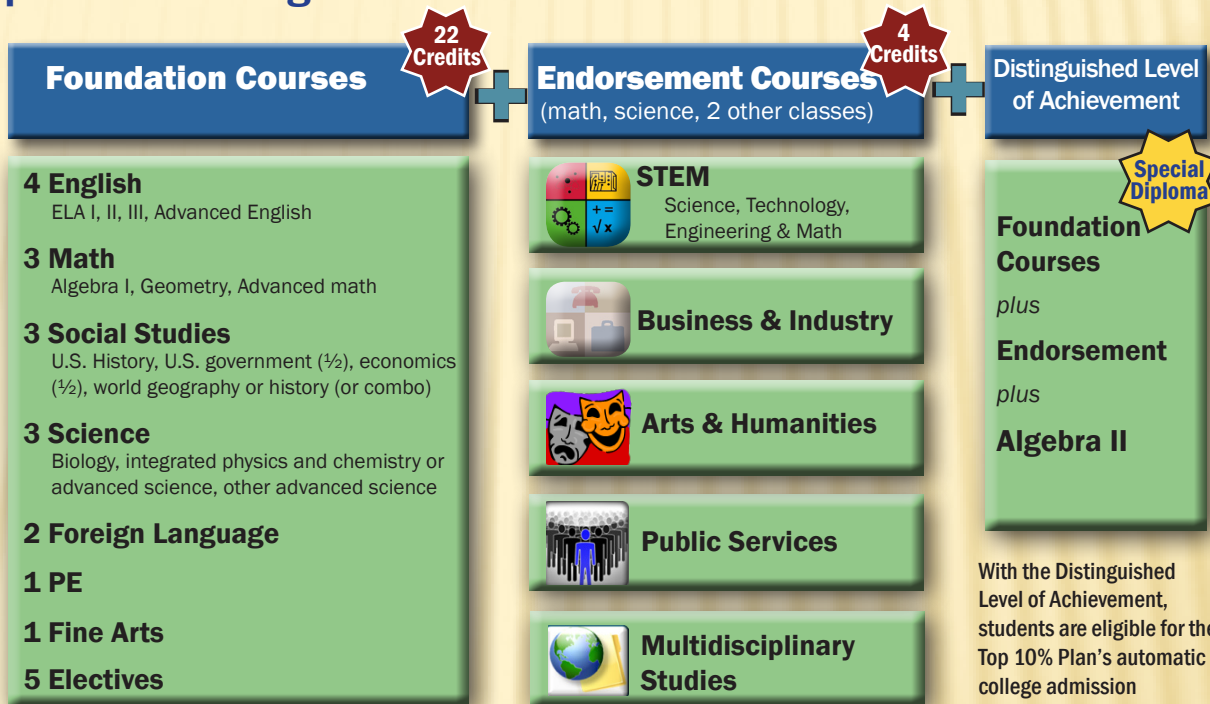 22
Credits
Foundation Courses
4 English
ELA I, II, III, Advanced English
3 Math
Algebra I, Geometry, Advanced math
3 Social Studies
U.S. History, U.S. government (½), economics
(½), world geography or history (or combo)
3 Science
Biology, integrated physics and chemistry or
advanced science, other advanced science
2 Foreign Language
1 PE
1 Fine Arts
5 Electives
4
Credits
Endorsement Courses
(math, science, 2 other classes)
STEM
Science, Technology,
Engineering & Math
Business & Industry
Arts & Humanities
Public Services
Multidisciplinary
Studies
Distinguished Level
of Achievement
Special
Diploma
Foundation
Courses
plus
Endorsement
plus
Algebra II
With the Distinguished
Level of Achievement,
students are eligible for the
Top 10% Plan's automatic
college admission